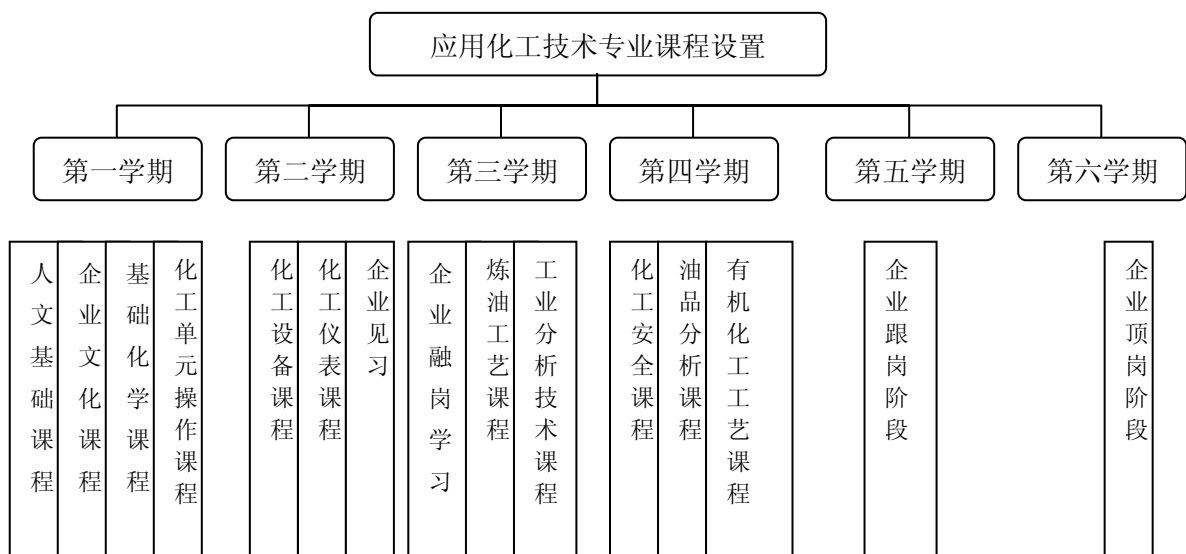 应用化工技术专业课程设置
第一学期
第二学期
第三学期
第四学期
第五学期
第六学期
人文基础课程
企业文化课程
基础化学课程
化工单元操作课程
化工设备课程
化工仪表课程
企业见习
企业融岗学习
炼油工艺课程
工业分析技术课程
化工安全课程
油品分析课程
有机化工工艺课程
企业跟岗阶段
企业顶岗阶段